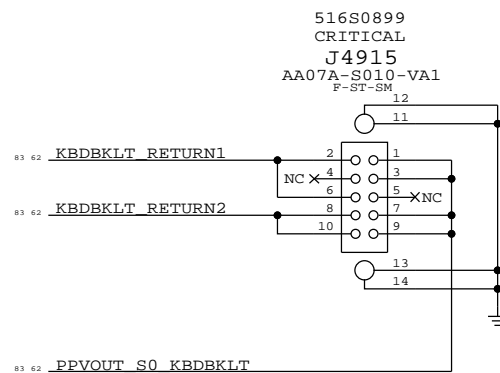 516S0899
CRITICAL
J4915
AA07A-S010-VA1
F-ST-SM
12
11
83 62 KBDBKLT_RETURN1 2 1
NC 4 3
6 5 NC
83 62 KBDBKLT_RETURN2 8 7
10 9
13
14
83 62 PPVOUT_S0_KBDBKLT